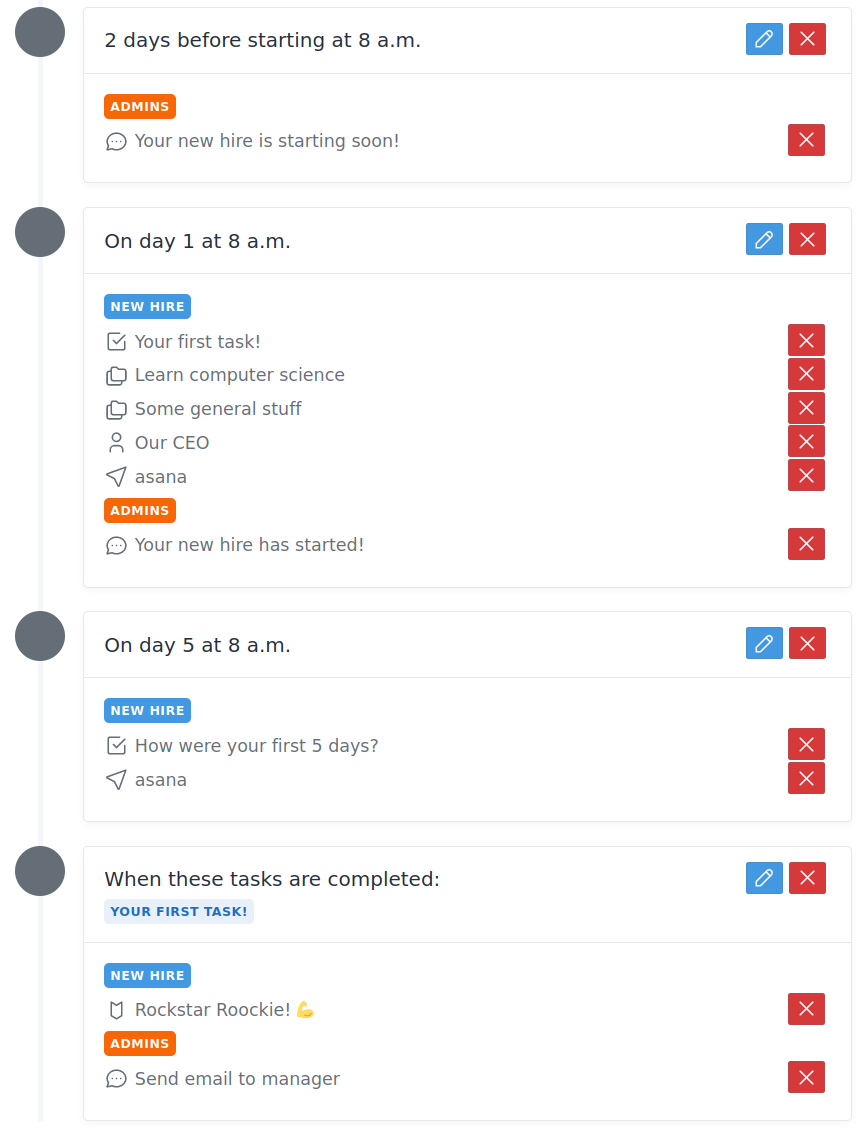 2 days before starting at 8 a.m.
ADMINS
Your new hire is starting soon!
On day 1 at 8 a.m.
NEW HIRE
Your first task!
Learn computer science
Some general stuff
Our CEO
asana
ADMINS
Your new hire has started!
On day 5 at 8 a.m.
NEW HIRE
How were your first 5 days?
asana
When these tasks are completed:
YOUR FIRST TASK!
NEW HIRE
Rockstar Roockie! 💪
ADMINS
Send email to manager